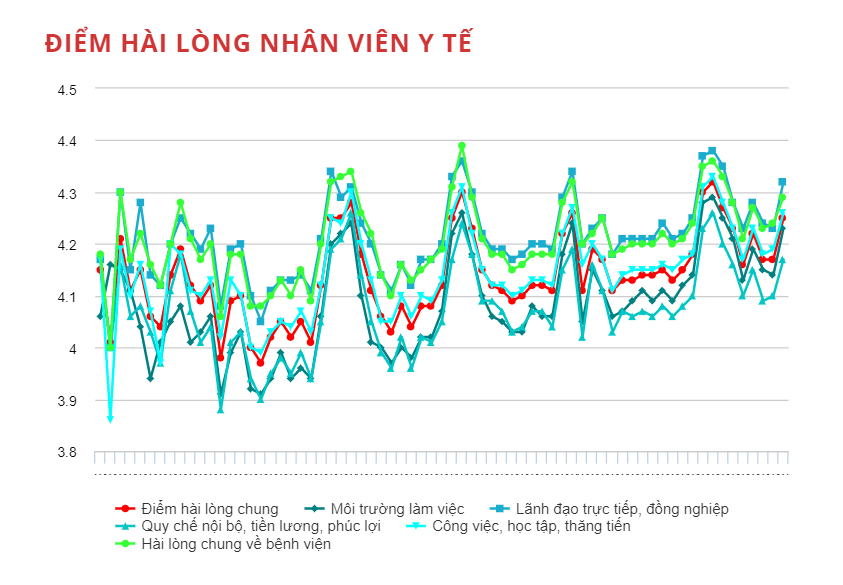 ĐIỂM HÀI LÒNG NHÂN VIÊN Y TẾ
4.5
4.4
4.3
4.2
4.1
4
3.9
3.8
Điểm hài lòng chung Môi trường làm việc Lãnh đạo trực tiếp, đồng nghiệp
Quy chế nội bộ, tiền lương, phúc lợi Công việc, học tập, thăng tiến
Hài lòng chung về bệnh viện